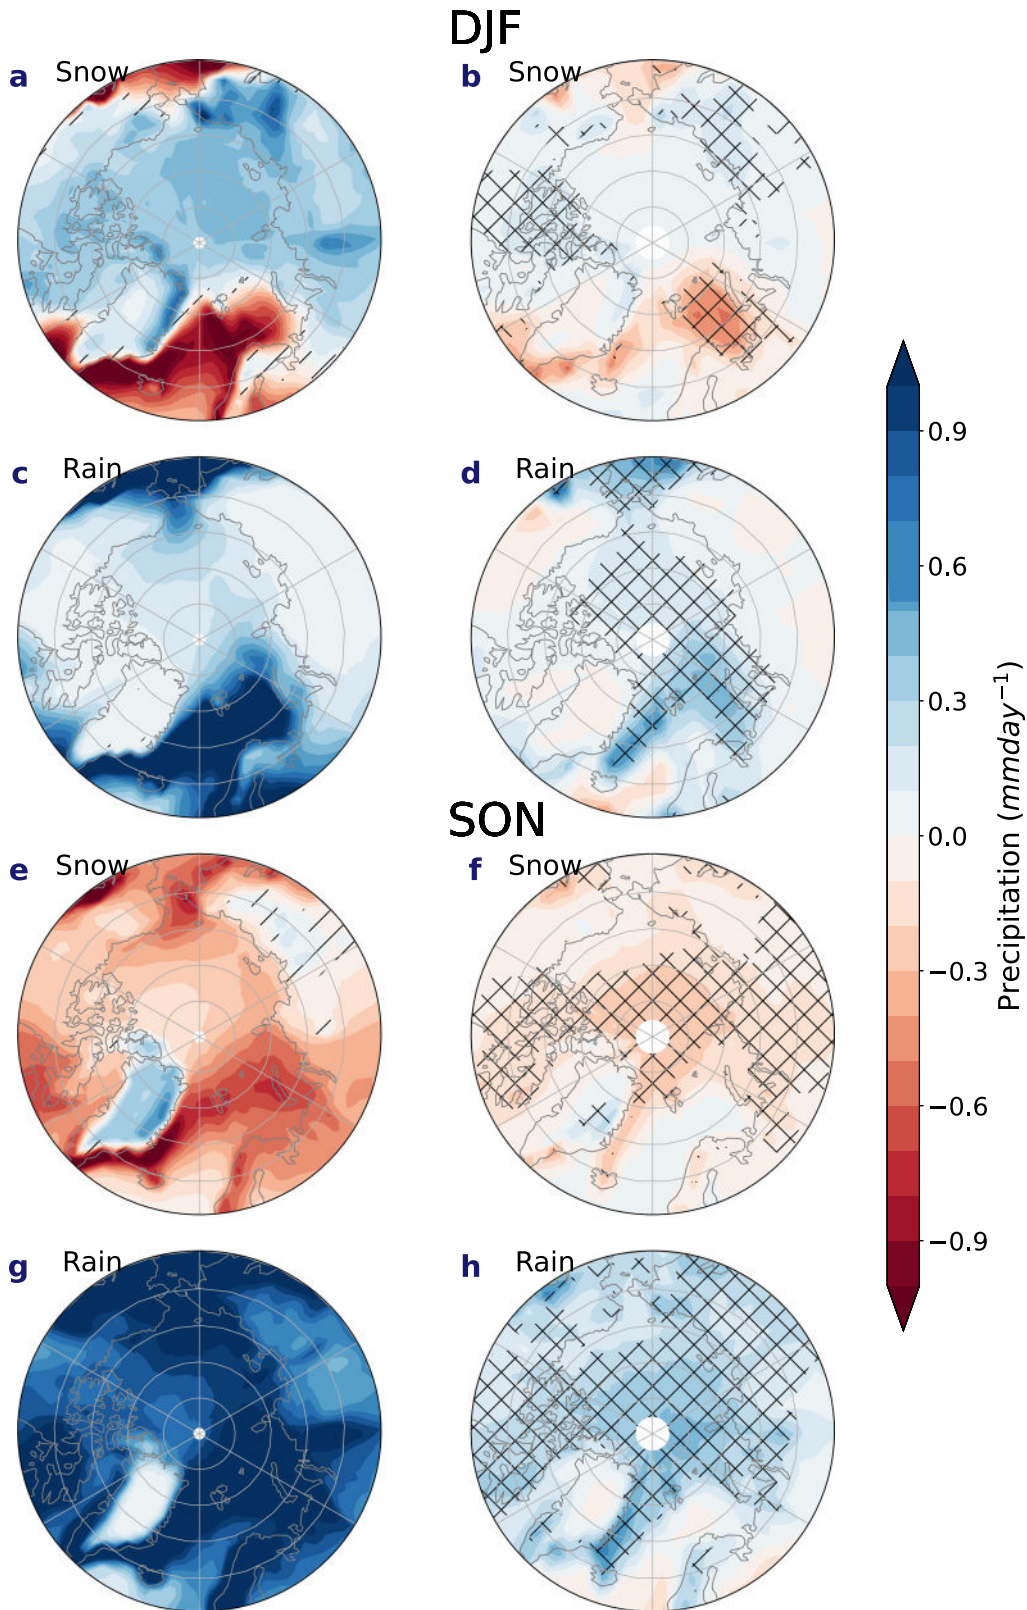 DJF
a Snow
b Snow
c Rain
d Rain
SON
e Snow
f Snow
g Rain
h Rain
0.9
0.6
0.3
0.0
−0.3
−0.6
−0.9
Precipitation (mmday⁻¹)